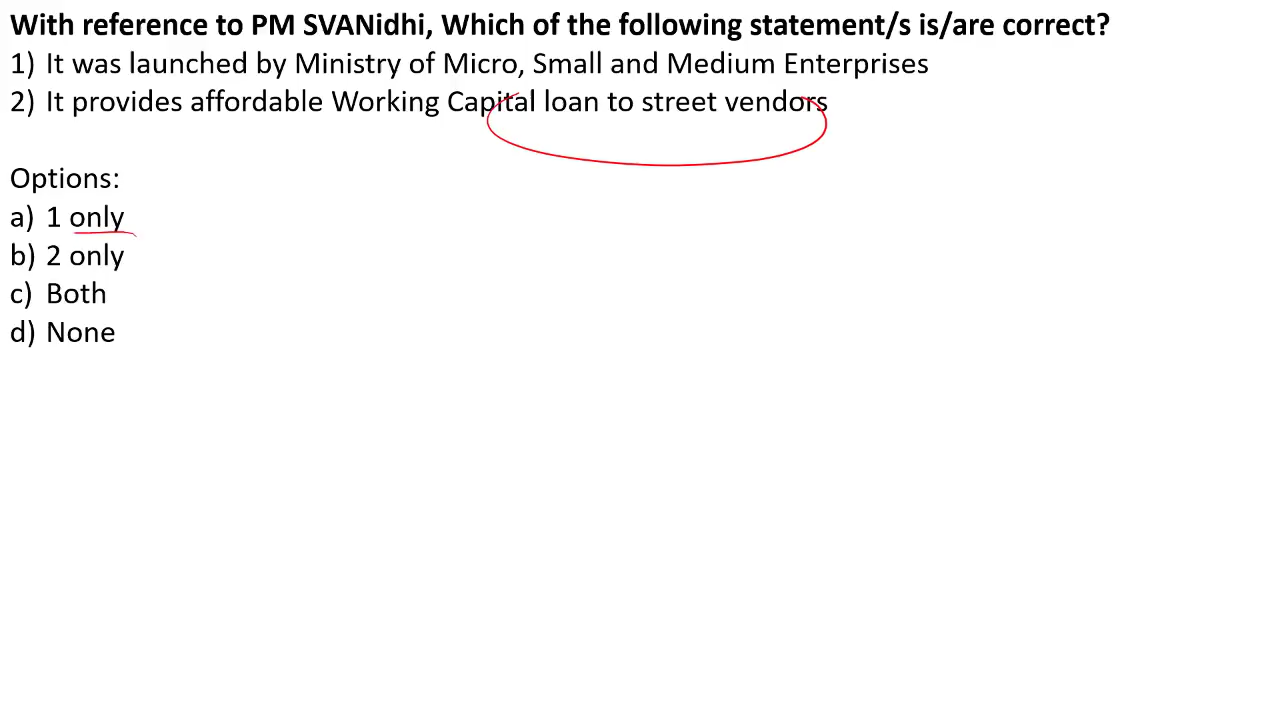 With reference to PM SVANidhi, Which of the following statement/s is/are correct?
1) It was launched by Ministry of Micro, Small and Medium Enterprises
2) It provides affordable Working Capital loan to street vendors
Options:
a) 1 only
b) 2 only
c) Both
d) None